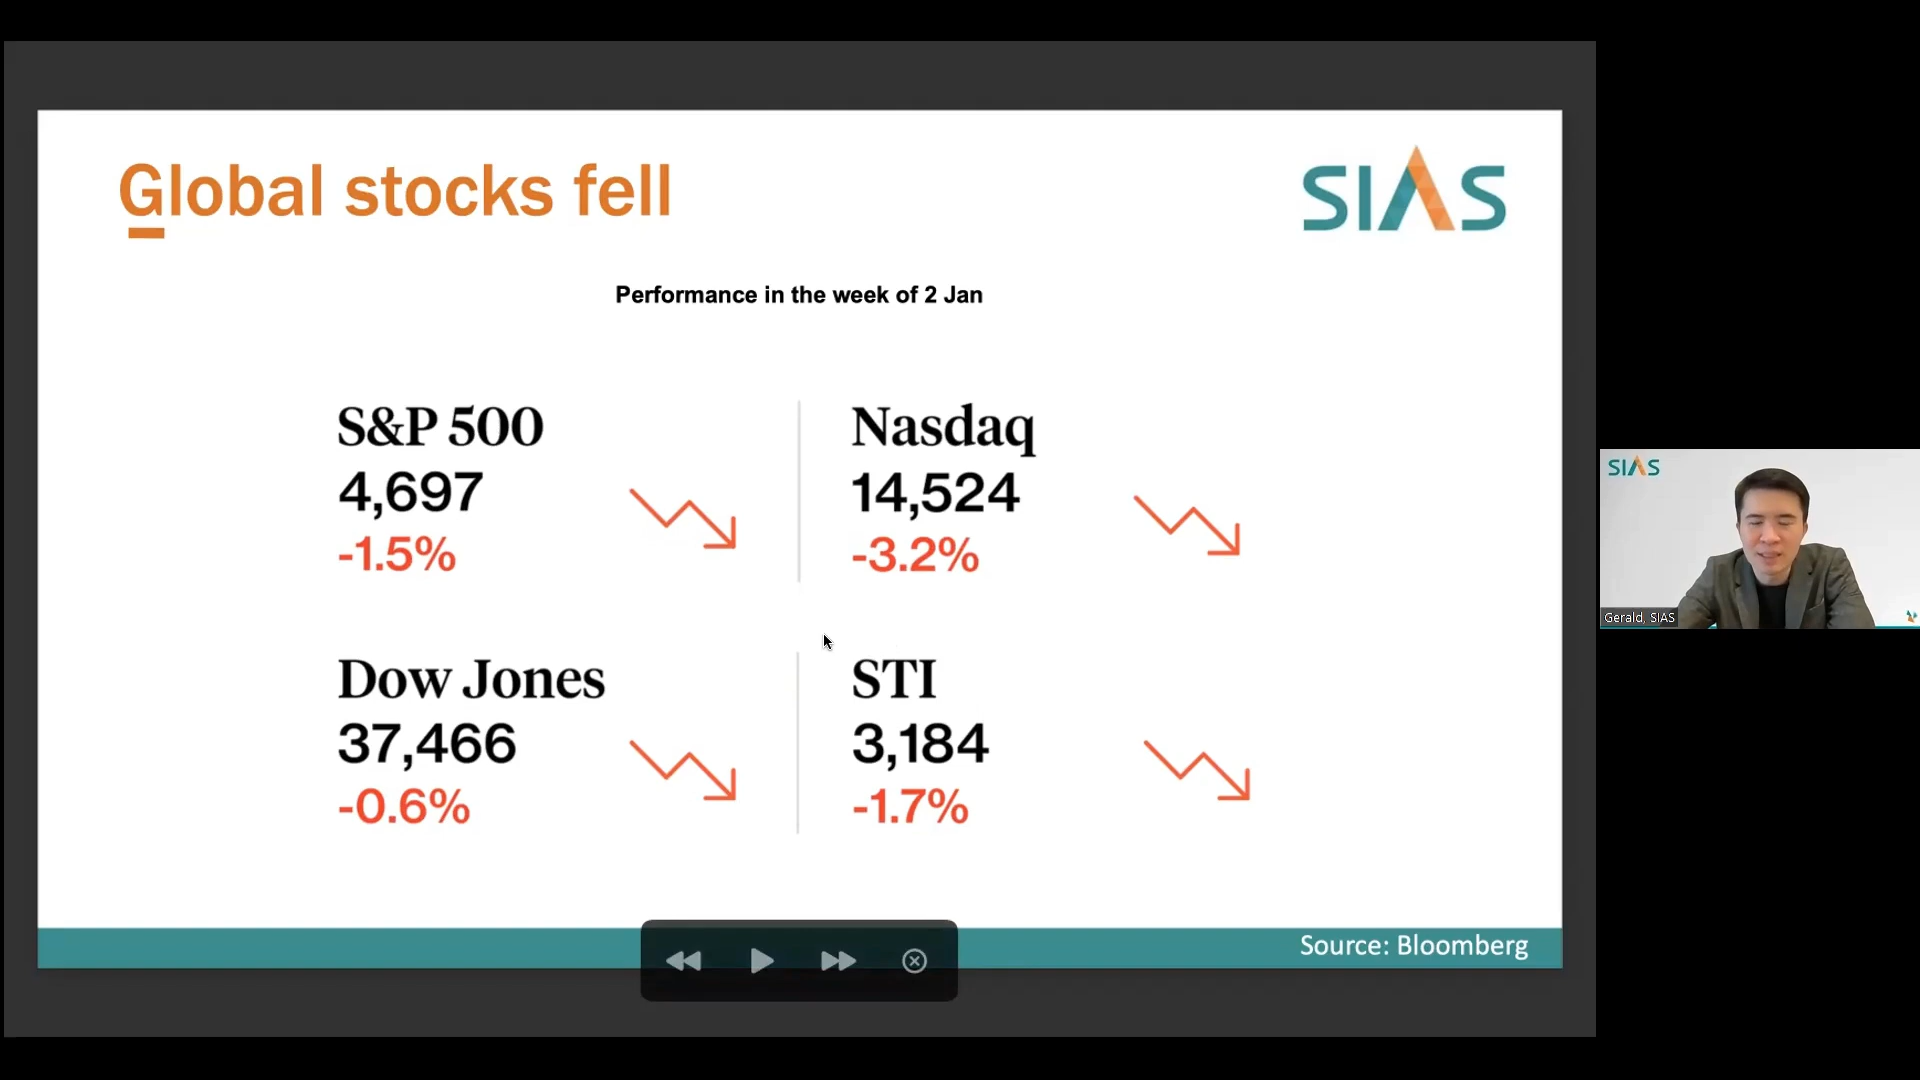 Global stocks fell
SIAS
Performance in the week of 2 Jan
S&P 500
4,697
-1.5%
Nasdaq
14,524
-3.2%
Dow Jones
37,466
-0.6%
STI
3,184
-1.7%
Source: Bloomberg
SIAS
Gerald, SIAS